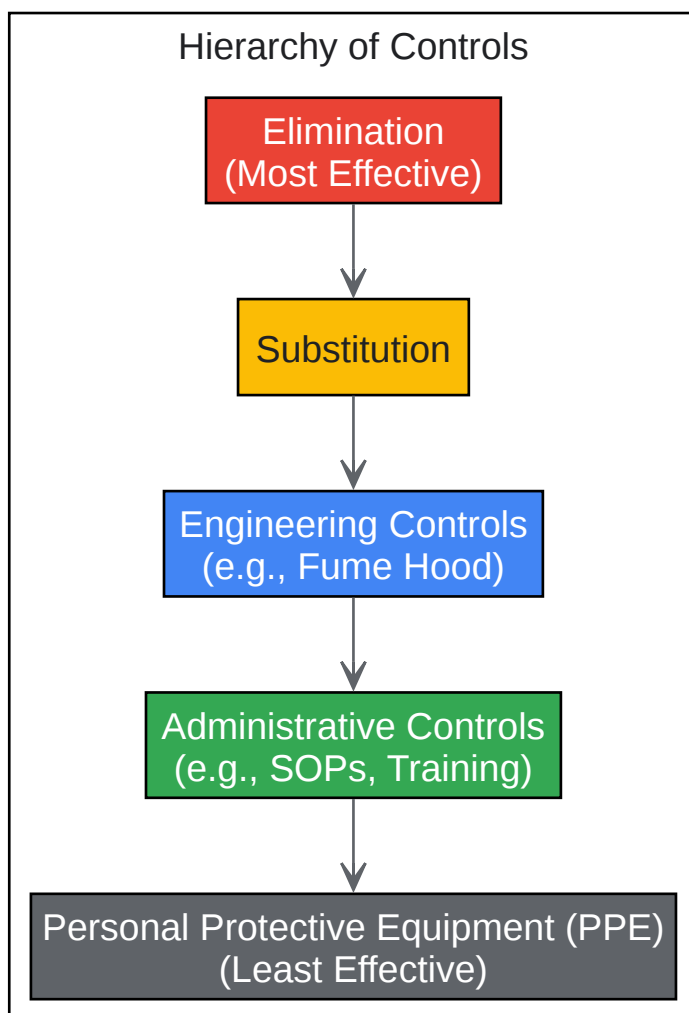 Hierarchy of Controls
Elimination
(Most Effective)
Substitution
Engineering Controls
(e.g., Fume Hood)
Administrative Controls
(e.g., SOPs, Training)
Personal Protective Equipment (PPE)
(Least Effective)